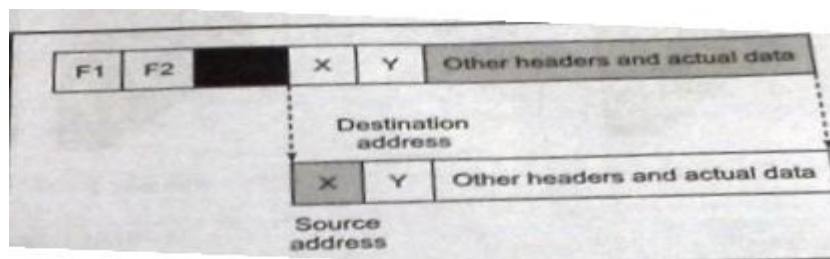 F1 F2 X Y Other headers and actual data
Destination
address
X Y Other headers and actual data
Source
address